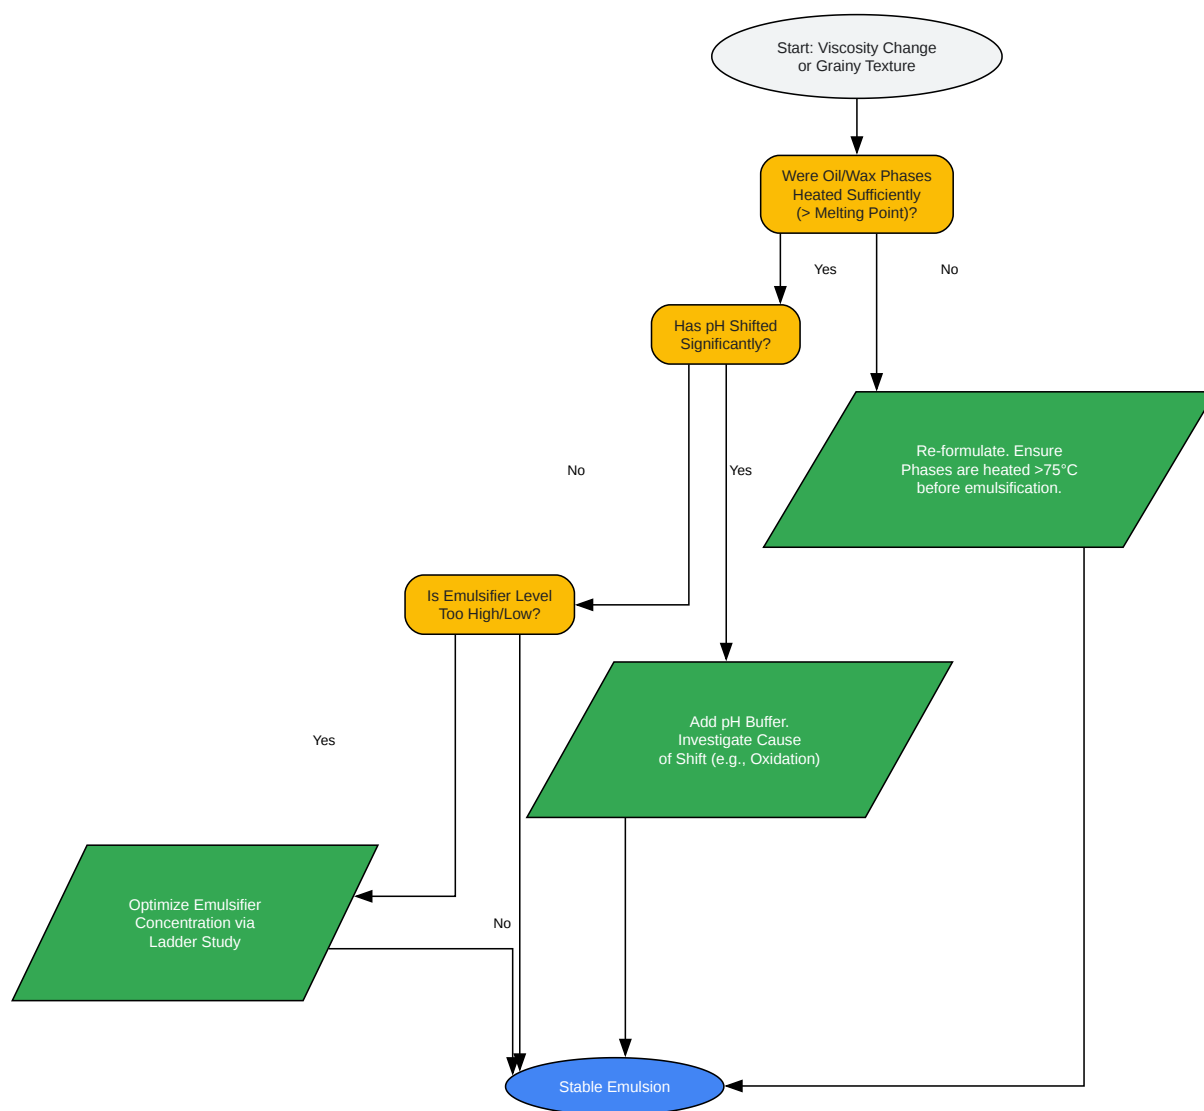 Start: Viscosity Change
or Grainy Texture
Were Oil/Wax Phases
Heated Sufficiently
(> Melting Point)?
Yes
No
Has pH Shifted
Significantly?
No
Yes
Re-formulate. Ensure
Phases are heated >75°C
before emulsification.
Is Emulsifier Level
Too High/Low?
Yes
No
Add pH Buffer.
Investigate Cause
of Shift (e.g., Oxidation)
Optimize Emulsifier
Concentration via
Ladder Study
Stable Emulsion